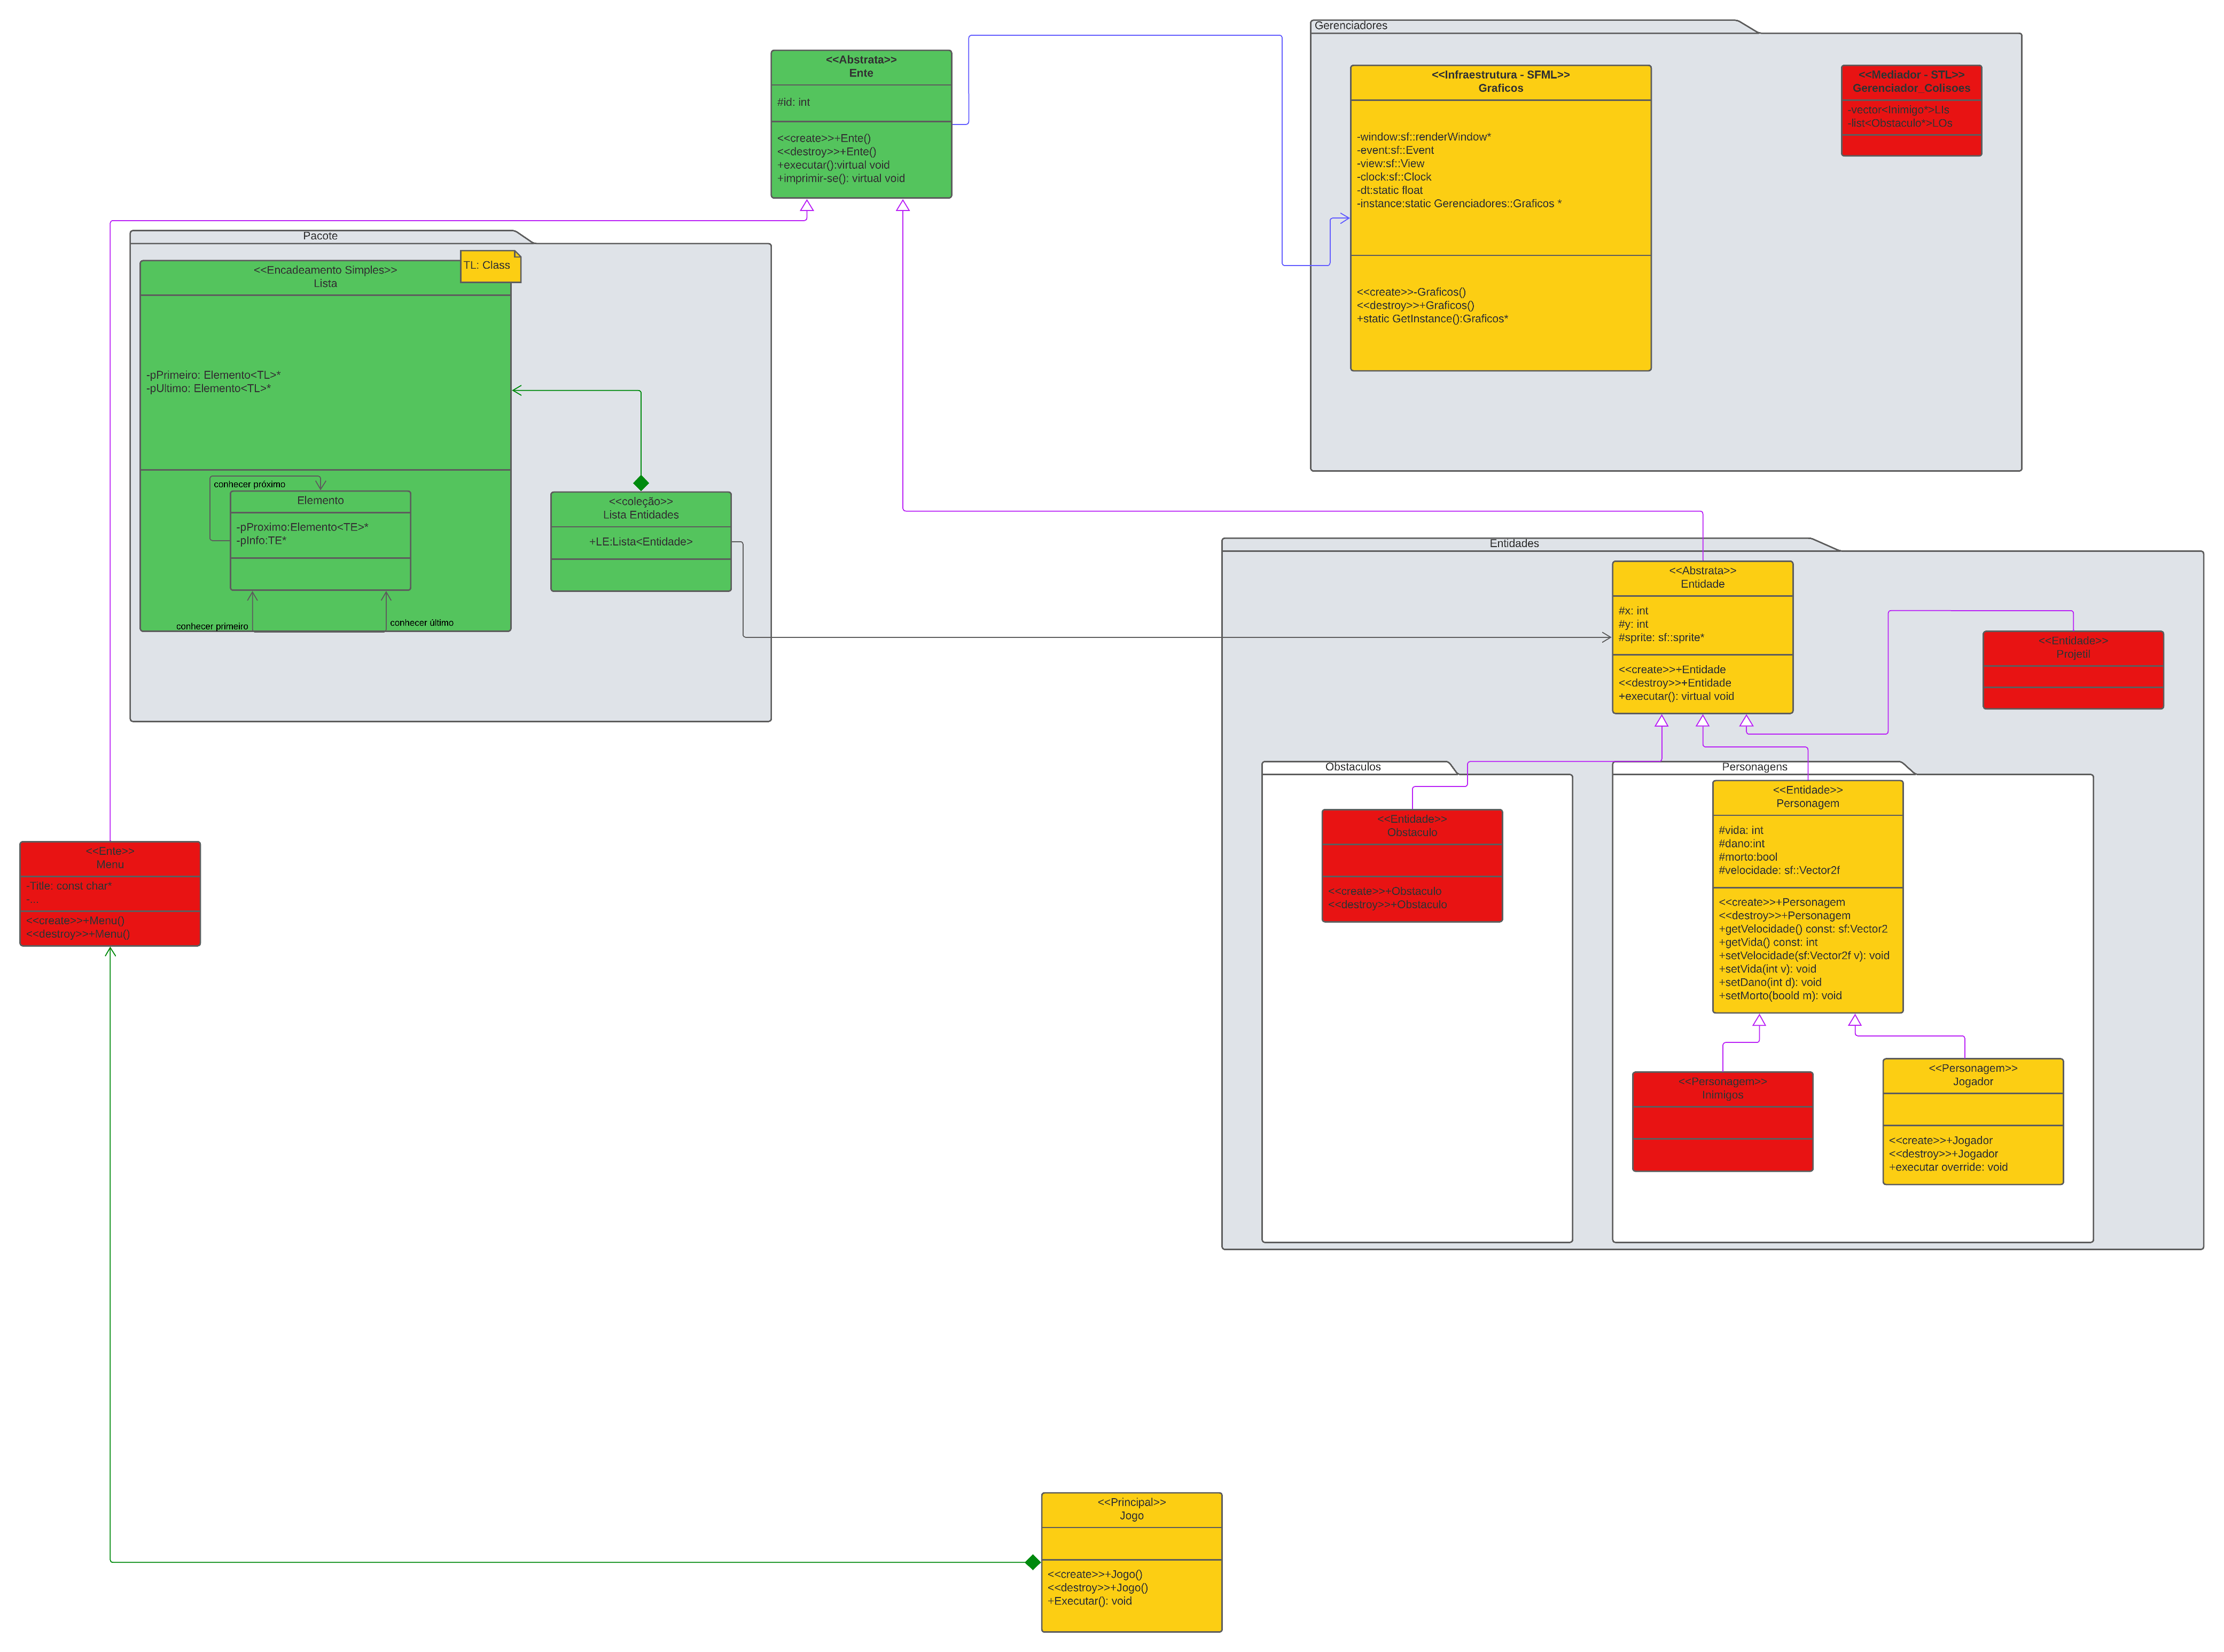 Gerenciadores
<<Abstrata>>
Ente
#id: int
<<create>>+Ente()
<<destroy>>+Ente()
+executar():virtual void
+imprimir-se(): virtual void
<<Infraestrutura - SFML>>
Graficos
-window:sf::renderWindow*
-event:sf::Event
-view:sf::View
-clock:sf::Clock
-dt:static float
-instance:static Gerenciadores::Graficos *
<<create>>-Graficos()
<<destroy>>+Graficos()
+static GetInstance():Graficos*
<<Mediador - STL>>
Gerenciador_Colisoes
-vector<Inimigo*>LIs
-list<Obstaculo*>LOs
Pacote
<<Encadeamento Simples>>
Lista
TL: Class
-pPrimeiro: Elemento<TL>*
-pUltimo: Elemento<TL>*
conhecer próximo
Elemento
-pProximo:Elemento<TE>*
-pInfo:TE*
conhecer primeiro
conhecer último
<<coleção>>
Lista Entidades
+LE:Lista<Entidade>
Entidades
<<Abstrata>>
Entidade
#x: int
#y: int
#sprite: sf::sprite*
<<create>>+Entidade
<<destroy>>+Entidade
+executar(): virtual void
<<Entidade>>
Projetil
Obstaculos
<<Entidade>>
Obstaculo
<<create>>+Obstaculo
<<destroy>>+Obstaculo
Personagens
<<Entidade>>
Personagem
#vida: int
#dano:int
#morto:bool
#velocidade: sf::Vector2f
<<create>>+Personagem
<<destroy>>+Personagem
+getVelocidade() const: sf:Vector2
+getVida() const: int
+setVelocidade(sf:Vector2f v): void
+setVida(int v): void
+setDano(int d): void
+setMorto(boold m): void
<<Personagem>>
Inimigos
<<Personagem>>
Jogador
<<create>>+Jogador
<<destroy>>+Jogador
+executar override: void
<<Ente>>
Menu
-Title: const char*
-...
<<create>>+Menu()
<<destroy>>+Menu()
<<Principal>>
Jogo
<<create>>+Jogo()
<<destroy>>+Jogo()
+Executar(): void